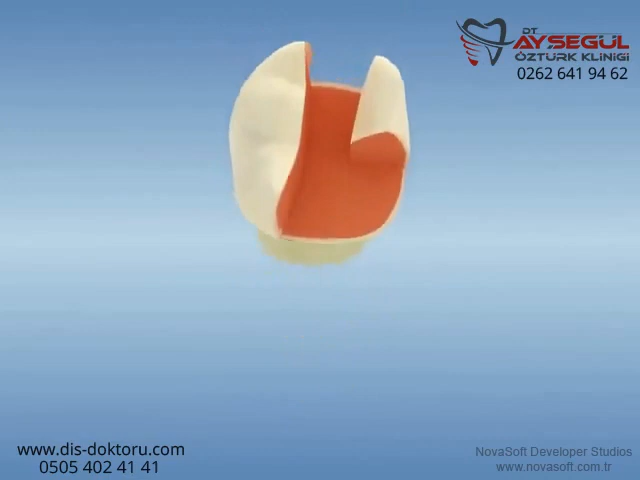 DT.
AYŞEGÜL
ÖZTÜRK KLİNİĞİ
0262 641 94 62
www.dis-doktoru.com
0505 402 41 41
NovaSoft Developer Studios
www.novasoft.com.tr